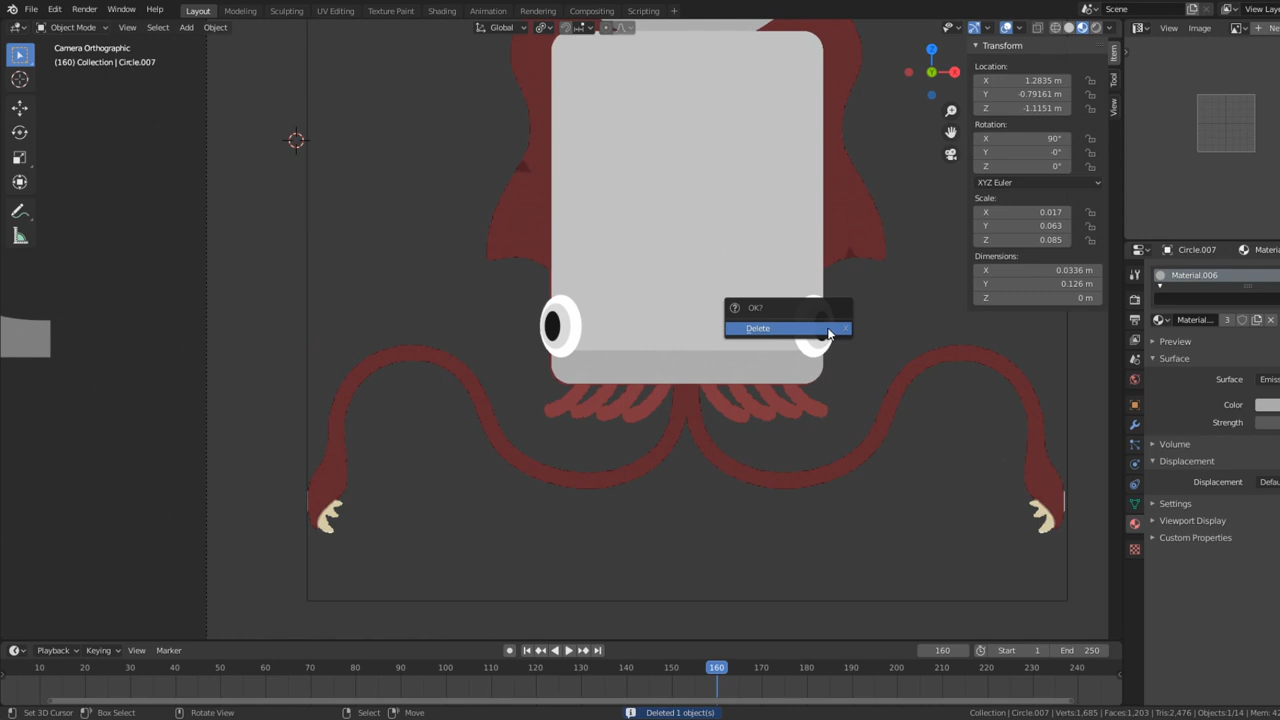 File Edit Render Window Help Layout Modeling Sculpting UV Editing Texture Paint Shading Animation Rendering Compositing Scripting + Scene View Laye
Object Mode View Select Add Object Global View Image
Camera Orthographic
(160) Collection | Circle.007
Transform
Location:
X 1.2835 m
Y -0.79161 m
Z -1.1151 m
Rotation:
X 90°
Y -0°
Z 0°
XYZ Euler
Scale:
X 0.017
Y 0.063
Z 0.085
Dimensions:
X 0.0336 m
Y 0.126 m
Z 0 m
Item
Tool
View
Z
Y
X
OK?
Delete X
Circle.007 Materia
Material.006
Material... 3
Preview
Surface
Surface Emiss
Color
Strength
Volume
Displacement
Displacement Defau
Settings
Viewport Display
Custom Properties
Playback Keying View Marker 160 Start 1 End 250
10 20 30 40 50 60 70 80 90 100 110 120 130 140 150 160 170 180 190 200 210 220 230 240
Set 3D Cursor Box Select Rotate View Select Move Deleted 1 object(s) Collection | Circle.007 | Verts:1,685 | Faces:1,203 | Tris:2,476 | Objects:1/14 | Mem: 42